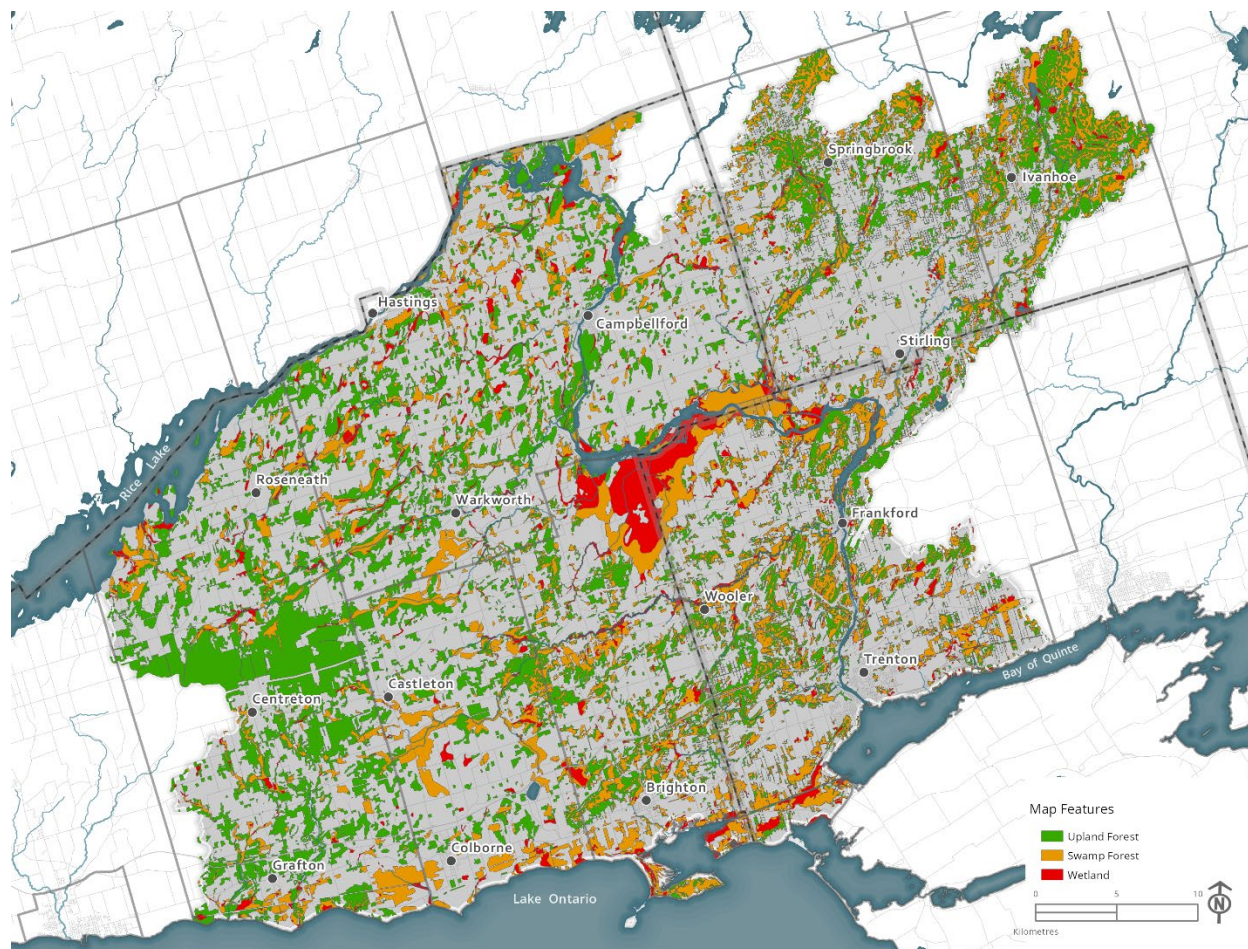 Springbrook
Ivanhoe
Hastings
Campbellford
Stirling
Rice Lake
Roseneath
Warkworth
Frankford
Wooler
Trenton
Bay of Quinte
Castleton
Centreton
Brighton
Colborne
Grafton
Lake Ontario
Map Features
Upland Forest
Swamp Forest
Wetland
0 5 10
Kilometres
N